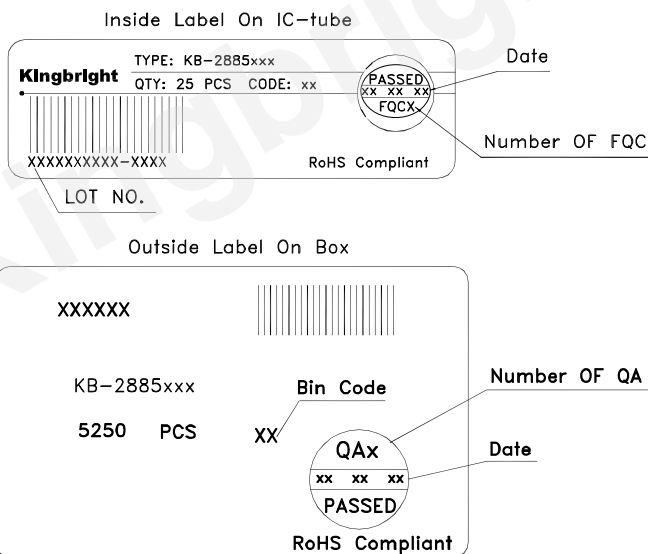 Inside Label On IC-tube
TYPE: KB-2885xxx
Kingbright
QTY: 25 PCS CODE: xx
PASSED
xx xx xx
FQCX
Date
Number OF FQC
XXXXXXXXXX-XXXX
RoHS Compliant
LOT NO.
Outside Label On Box
XXXXXX
KB-2885xxx
Bin Code
Number OF QA
5250 PCS
XX
QAx
Date
xx xx xx
PASSED
RoHS Compliant